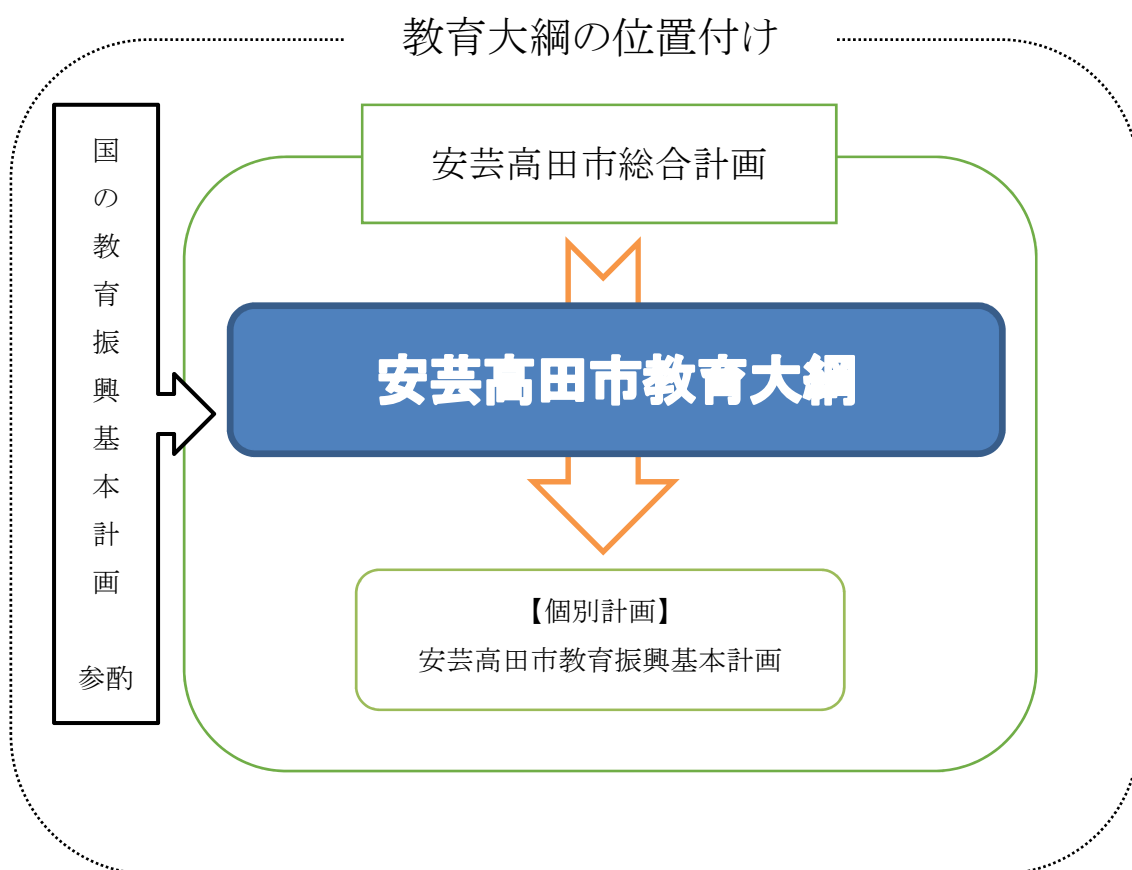 教育大綱の位置付け
国の教育振興基本計画
参酌
安芸高田市総合計画
安芸高田市教育大綱
【個別計画】
安芸高田市教育振興基本計画